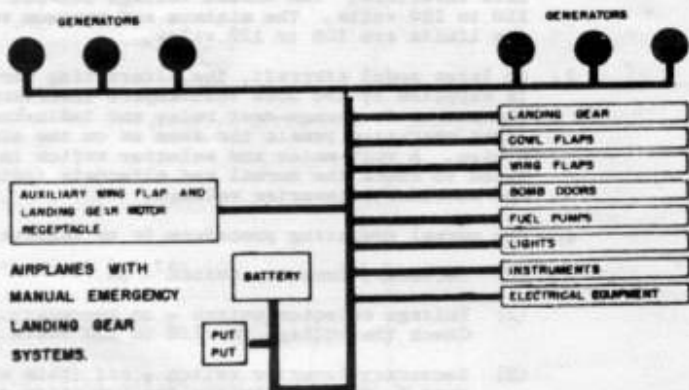 GENERATORS
GENERATORS
LANDING GEAR
COWL FLAPS
WING FLAPS
BOMB DOORS
FUEL PUMPS
LIGHTS
INSTRUMENTS
ELECTRICAL EQUIPMENT
AUXILIARY WING FLAP AND
LANDING GEAR MOTOR
RECEPTACLE
AIRPLANES WITH
MANUAL EMERGENCY
LANDING GEAR
SYSTEMS.
BATTERY
PUT
PUT